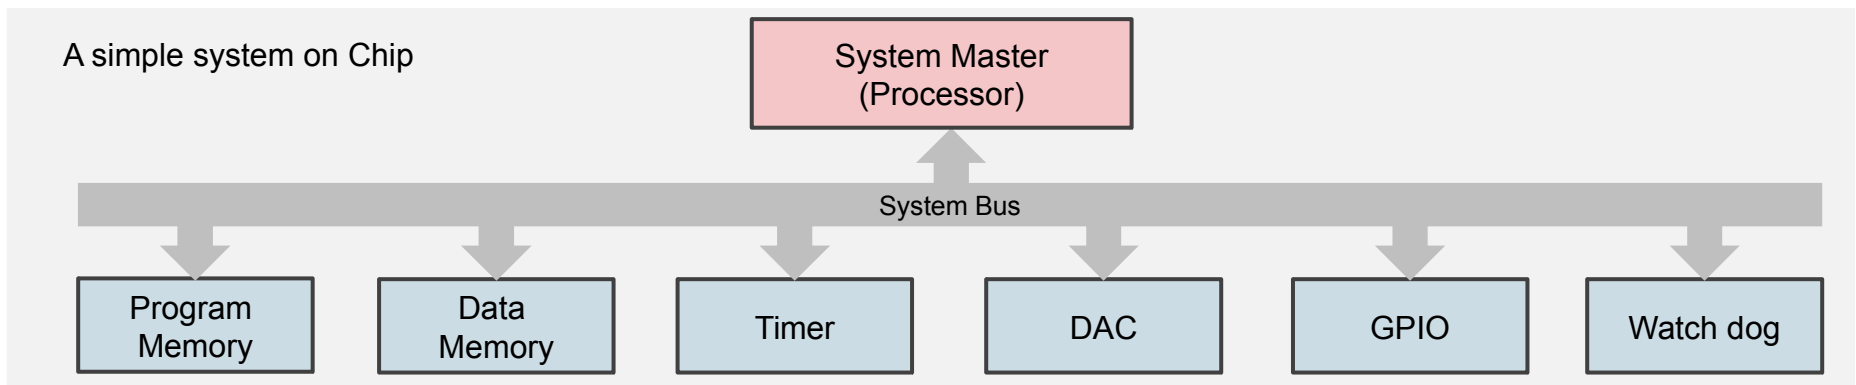 A simple system on Chip
System Master
(Processor)
System Bus
Program
Memory
Data
Memory
Timer
DAC
GPIO
Watch dog